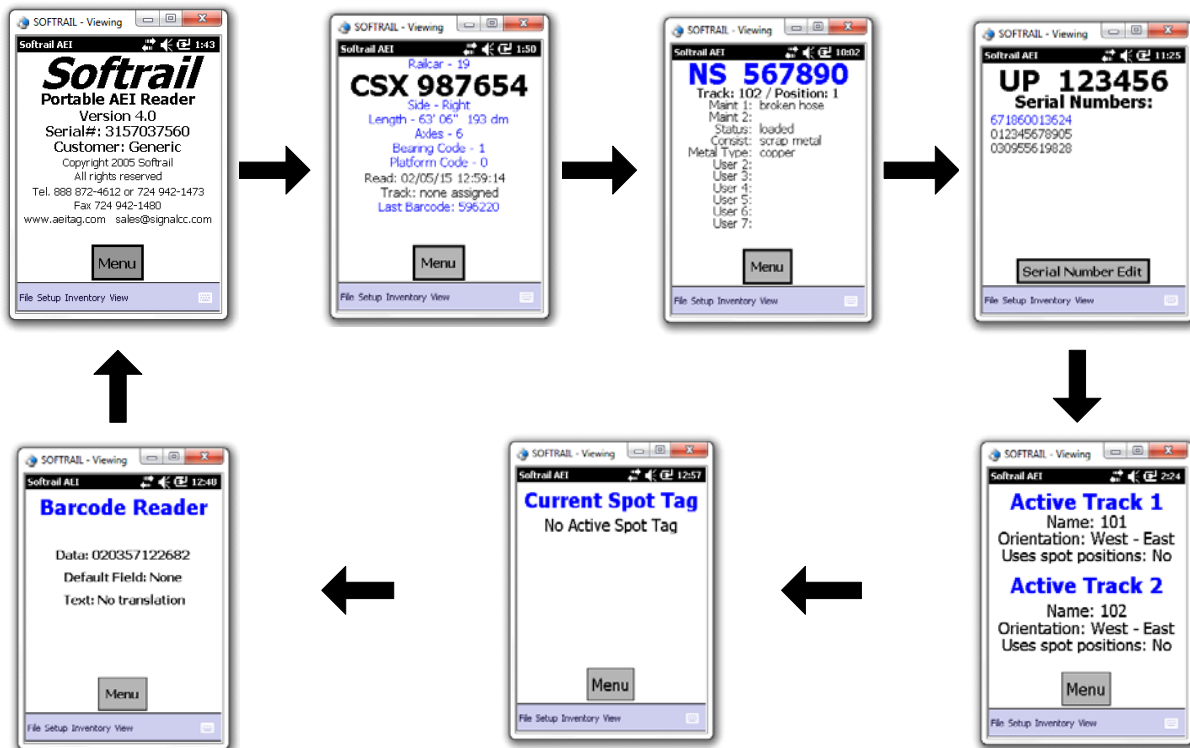 SOFTRAIL - Viewing
Softrail AEI 1:43
Softrail
Portable AEI Reader
Version 4.0
Serial#: 3157037560
Customer: Generic
Copyright 2005 Softrail
All rights reserved
Tel. 888 872-4612 or 724 942-1473
Fax 724 942-1480
www.aeitag.com sales@signalcc.com
Menu
File Setup Inventory View
SOFTRAIL - Viewing
Softrail AEI 1:50
Railcar - 19
CSX 987654
Side - Right
Length - 63' 06" 193 dm
Axles - 6
Bearing Code - 1
Platform Code - 0
Read: 02/05/15 12:59:14
Track: none assigned
Last Barcode: 596220
Menu
File Setup Inventory View
SOFTRAIL - Viewing
Softrail AEI 10:02
NS 567890
Track: 102 / Position: 1
Maint 1: broken hose
Maint 2:
Status: loaded
Consist: scrap metal
Metal Type: copper
User 2:
User 3:
User 4:
User 5:
User 6:
User 7:
Menu
File Setup Inventory View
SOFTRAIL - Viewing
Softrail AEI 11:25
UP 123456
Serial Numbers:
671860013624
012345678905
030955619828
Serial Number Edit
File Setup Inventory View
SOFTRAIL - Viewing
Softrail AEI 2:24
Active Track 1
Name: 101
Orientation: West - East
Uses spot positions: No
Active Track 2
Name: 102
Orientation: West - East
Uses spot positions: No
Menu
File Setup Inventory View
SOFTRAIL - Viewing
Softrail AEI 12:57
Current Spot Tag
No Active Spot Tag
Menu
File Setup Inventory View
SOFTRAIL - Viewing
Softrail AEI 12:48
Barcode Reader
Data: 020357122682
Default Field: None
Text: No translation
Menu
File Setup Inventory View